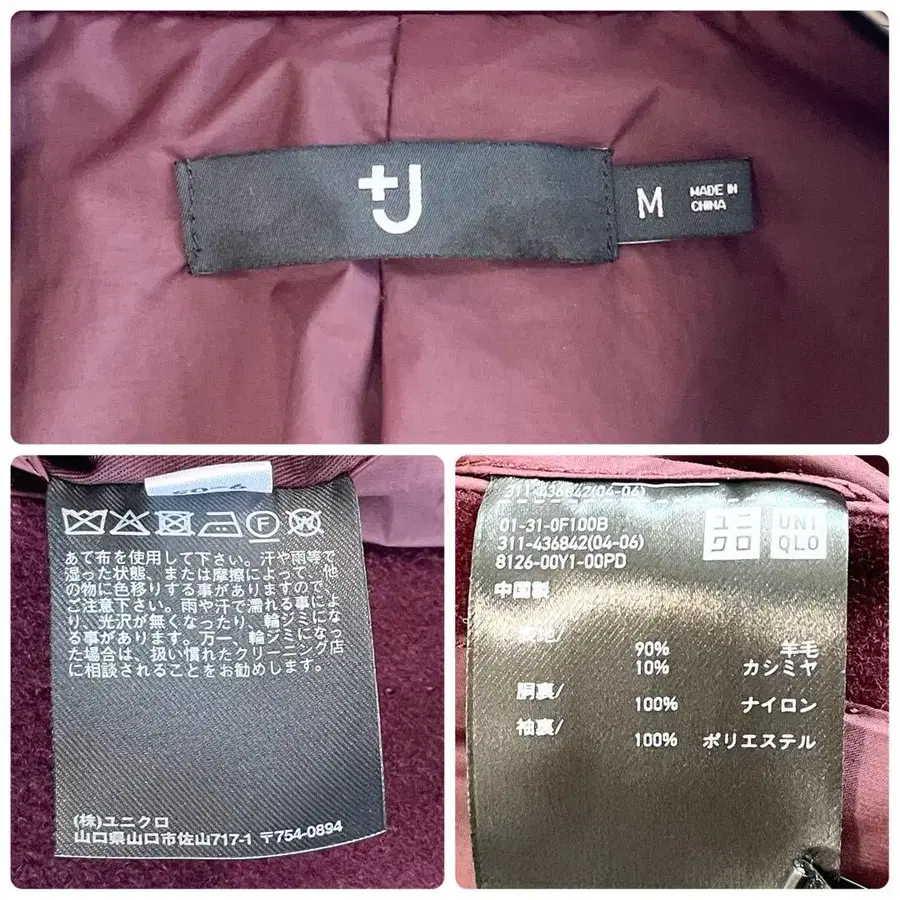 +J
M
MADE IN
CHINA
あて布を使用して下さい。汗や雨等で
湿った状態、または摩擦によって、他
の物に色移りする事がありますので
ご注意下さい。雨や汗で濡れる事によ
り、光沢が無くなったり、輪ジミにな
る事があります。万一、輪ジミになっ
た場合は、扱い慣れたクリーニング店
に相談されることをお勧めします。
(株)ユニクロ
山口県山口市佐山717-1 〒754-0894
311-436842(04-06)
01-31-0F100B
311-436842(04-06)
8126-00Y1-00PD
ユニ
クロ
UNI
QLO
中国製
90% 羊毛
10% カシミヤ
胴裏/
100% ナイロン
袖裏/
100% ポリエステル